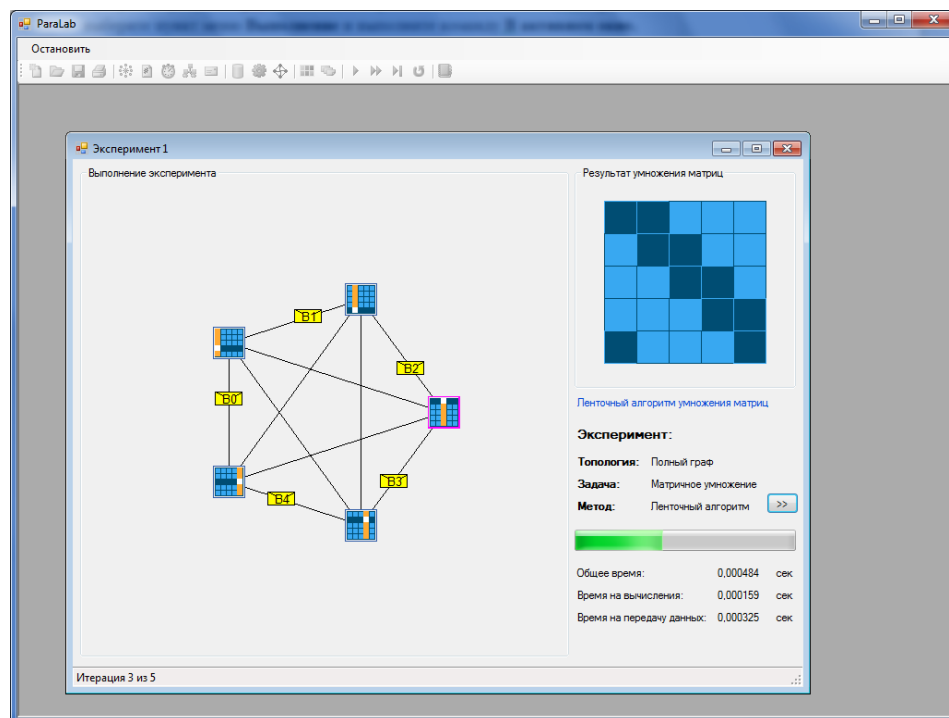 ParaLab
Остановить
Эксперимент 1
Выполнение эксперимента
Результат умножения матриц
B1
B2
B0
B3
B4
Ленточный алгоритм умножения матриц
Эксперимент:
Топология: Полный граф
Задача: Матричное умножение
Метод: Ленточный алгоритм >>
Общее время: 0,000484 сек
Время на вычисления: 0,000159 сек
Время на передачу данных: 0,000325 сек
Итерация 3 из 5